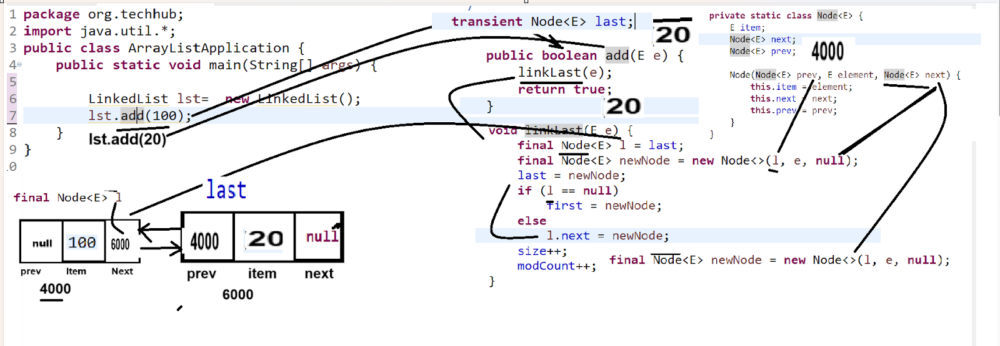 1 package org.techhub;
2 import java.util.*;
3 public class ArrayListApplication {
4 public static void main(String[] args) {
5
6 LinkedList lst= new LinkedList();
7 lst.add(100);
8 }
lst.add(20)
9 }
.0
transient Node<E> last;
20
public boolean add(E e) {
linkLast(e);
return true;
}
20
void linkLast(E e) {
final Node<E> l = last;
final Node<E> newNode = new Node<>(l, e, null);
last = newNode;
if (l == null)
first = newNode;
else
l.next = newNode;
size++;
modCount++;
}
final Node<E> newNode = new Node<>(l, e, null);
private static class Node<E> {
E item;
Node<E> next;
Node<E> prev;
4000
Node(Node<E> prev, E element, Node<E> next) {
this.item = element;
this.next = next;
this.prev = prev;
}
}
final Node<E> l
last
null 100 6000
prev Item Next
4000
4000 20 null
prev item next
6000